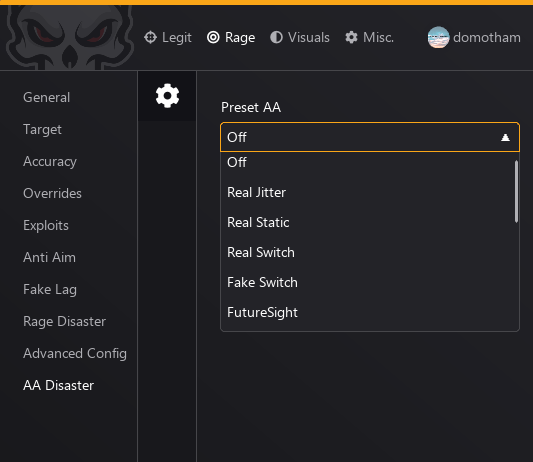 Legit Rage Visuals Misc. domotham
General
Target
Accuracy
Overrides
Exploits
Anti Aim
Fake Lag
Rage Disaster
Advanced Config
AA Disaster
Preset AA
Off
Off
Real Jitter
Real Static
Real Switch
Fake Switch
FutureSight